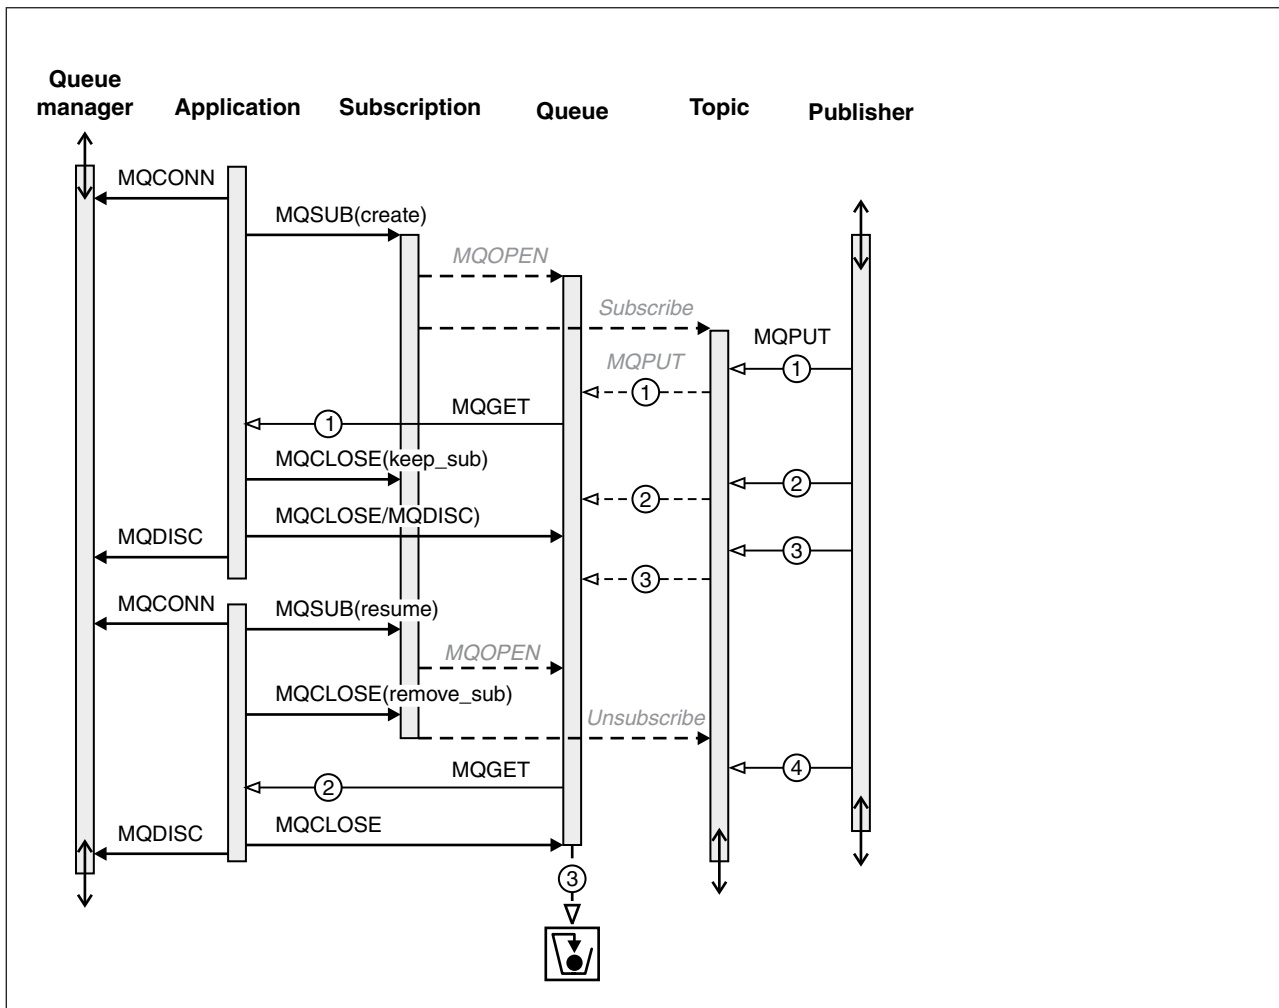 Queue
manager Application Subscription Queue Topic Publisher
MQCONN
MQSUB(create)
MQOPEN
Subscribe
MQPUT
MQPUT
1
1
MQGET
1
MQCLOSE(keep_sub)
2
2
MQCLOSE/MQDISC)
MQDISC
3
3
MQCONN
MQSUB(resume)
MQOPEN
MQCLOSE(remove_sub)
Unsubscribe
4
MQGET
2
MQCLOSE
MQDISC
3